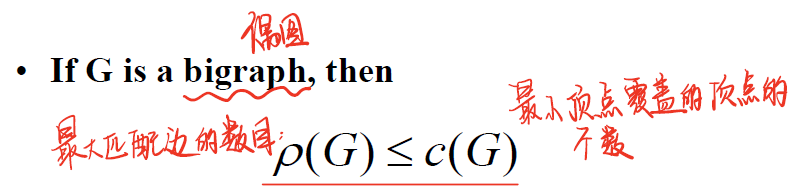 偶图
• If G is a bigraph, then
最大匹配边的数目:
ρ(G) ≤ c(G)
最小顶点覆盖的顶点的
个数